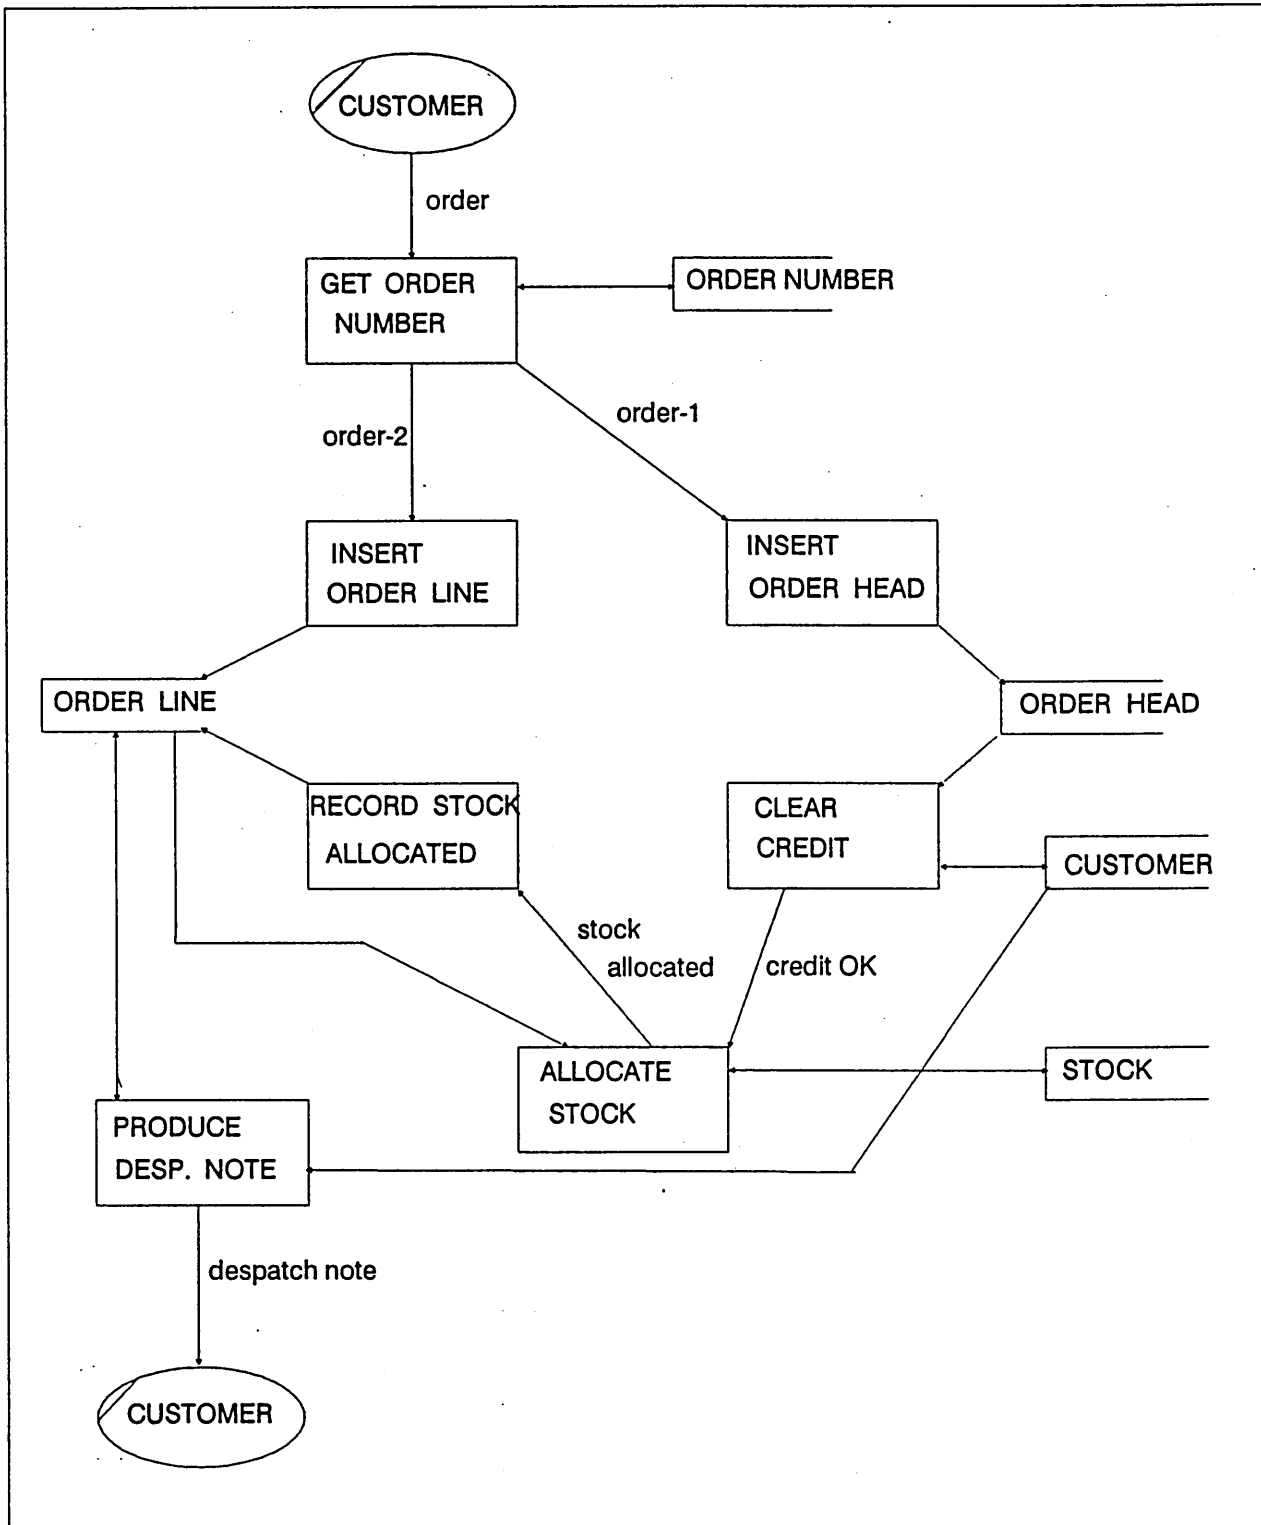 CUSTOMER
order
GET ORDER
NUMBER
ORDER NUMBER
order-1
order-2
INSERT
ORDER LINE
INSERT
ORDER HEAD
ORDER LINE
ORDER HEAD
RECORD STOCK
ALLOCATED
CLEAR
CREDIT
CUSTOMER
stock
allocated
credit OK
ALLOCATE
STOCK
STOCK
PRODUCE
DESP. NOTE
despatch note
CUSTOMER